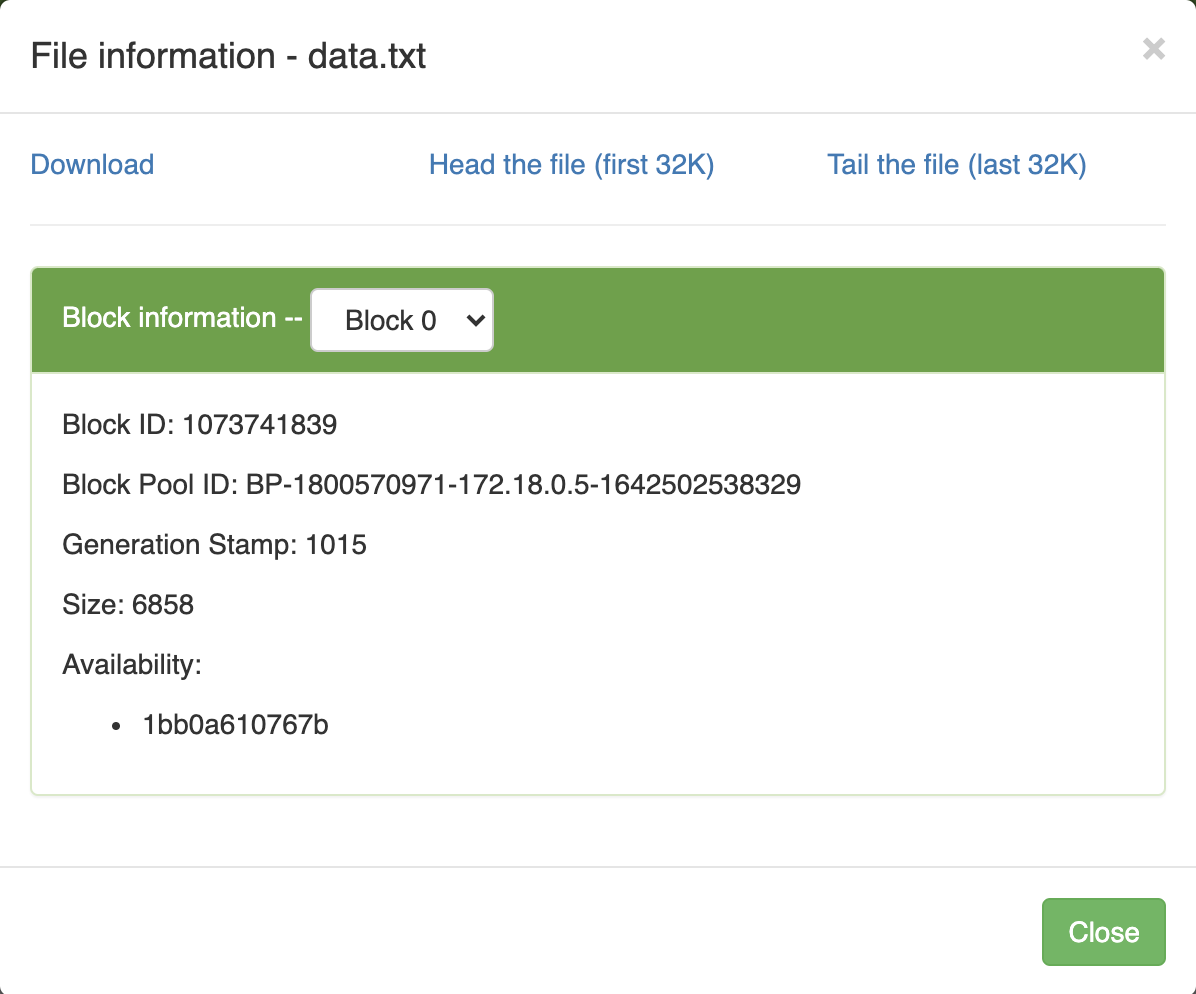 File information - data.txt
×
Download Head the file (first 32K) Tail the file (last 32K)
Block information -- Block 0
Block ID: 1073741839
Block Pool ID: BP-1800570971-172.18.0.5-1642502538329
Generation Stamp: 1015
Size: 6858
Availability:
• 1bb0a610767b
Close